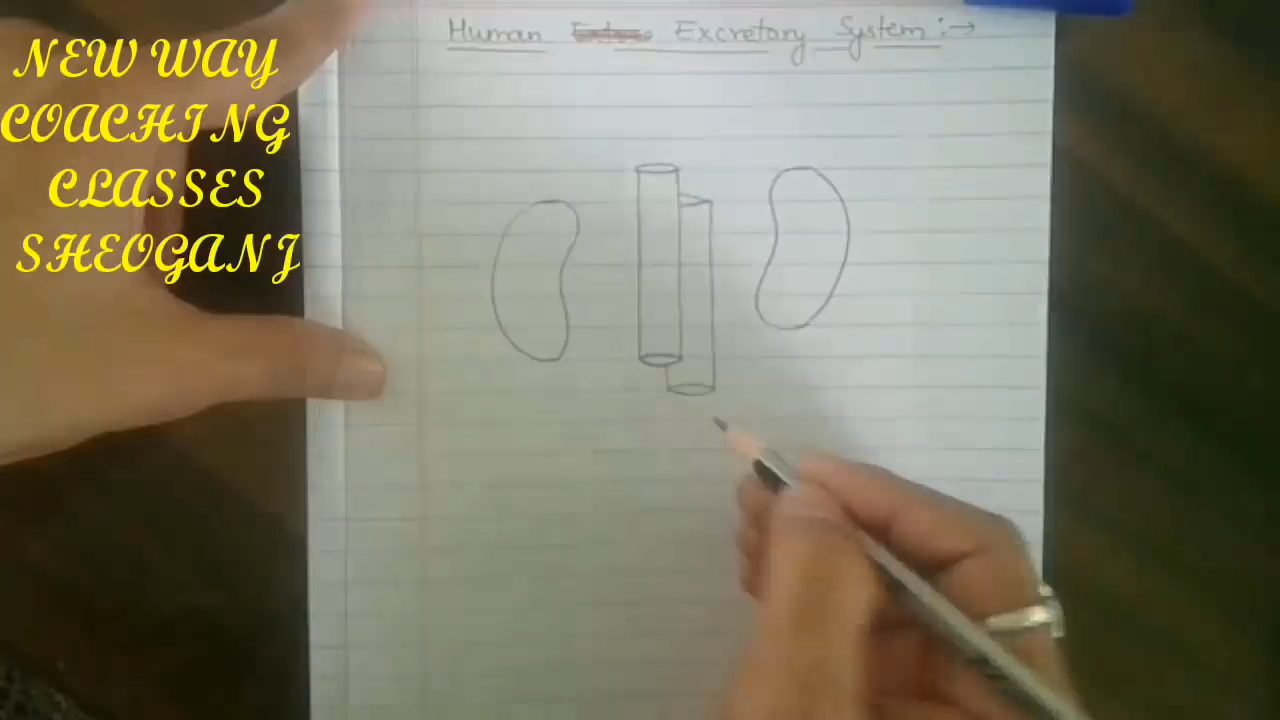 Human Excretory System :→
NEW WAY
COACHING
CLASSES
SHEOGANJ